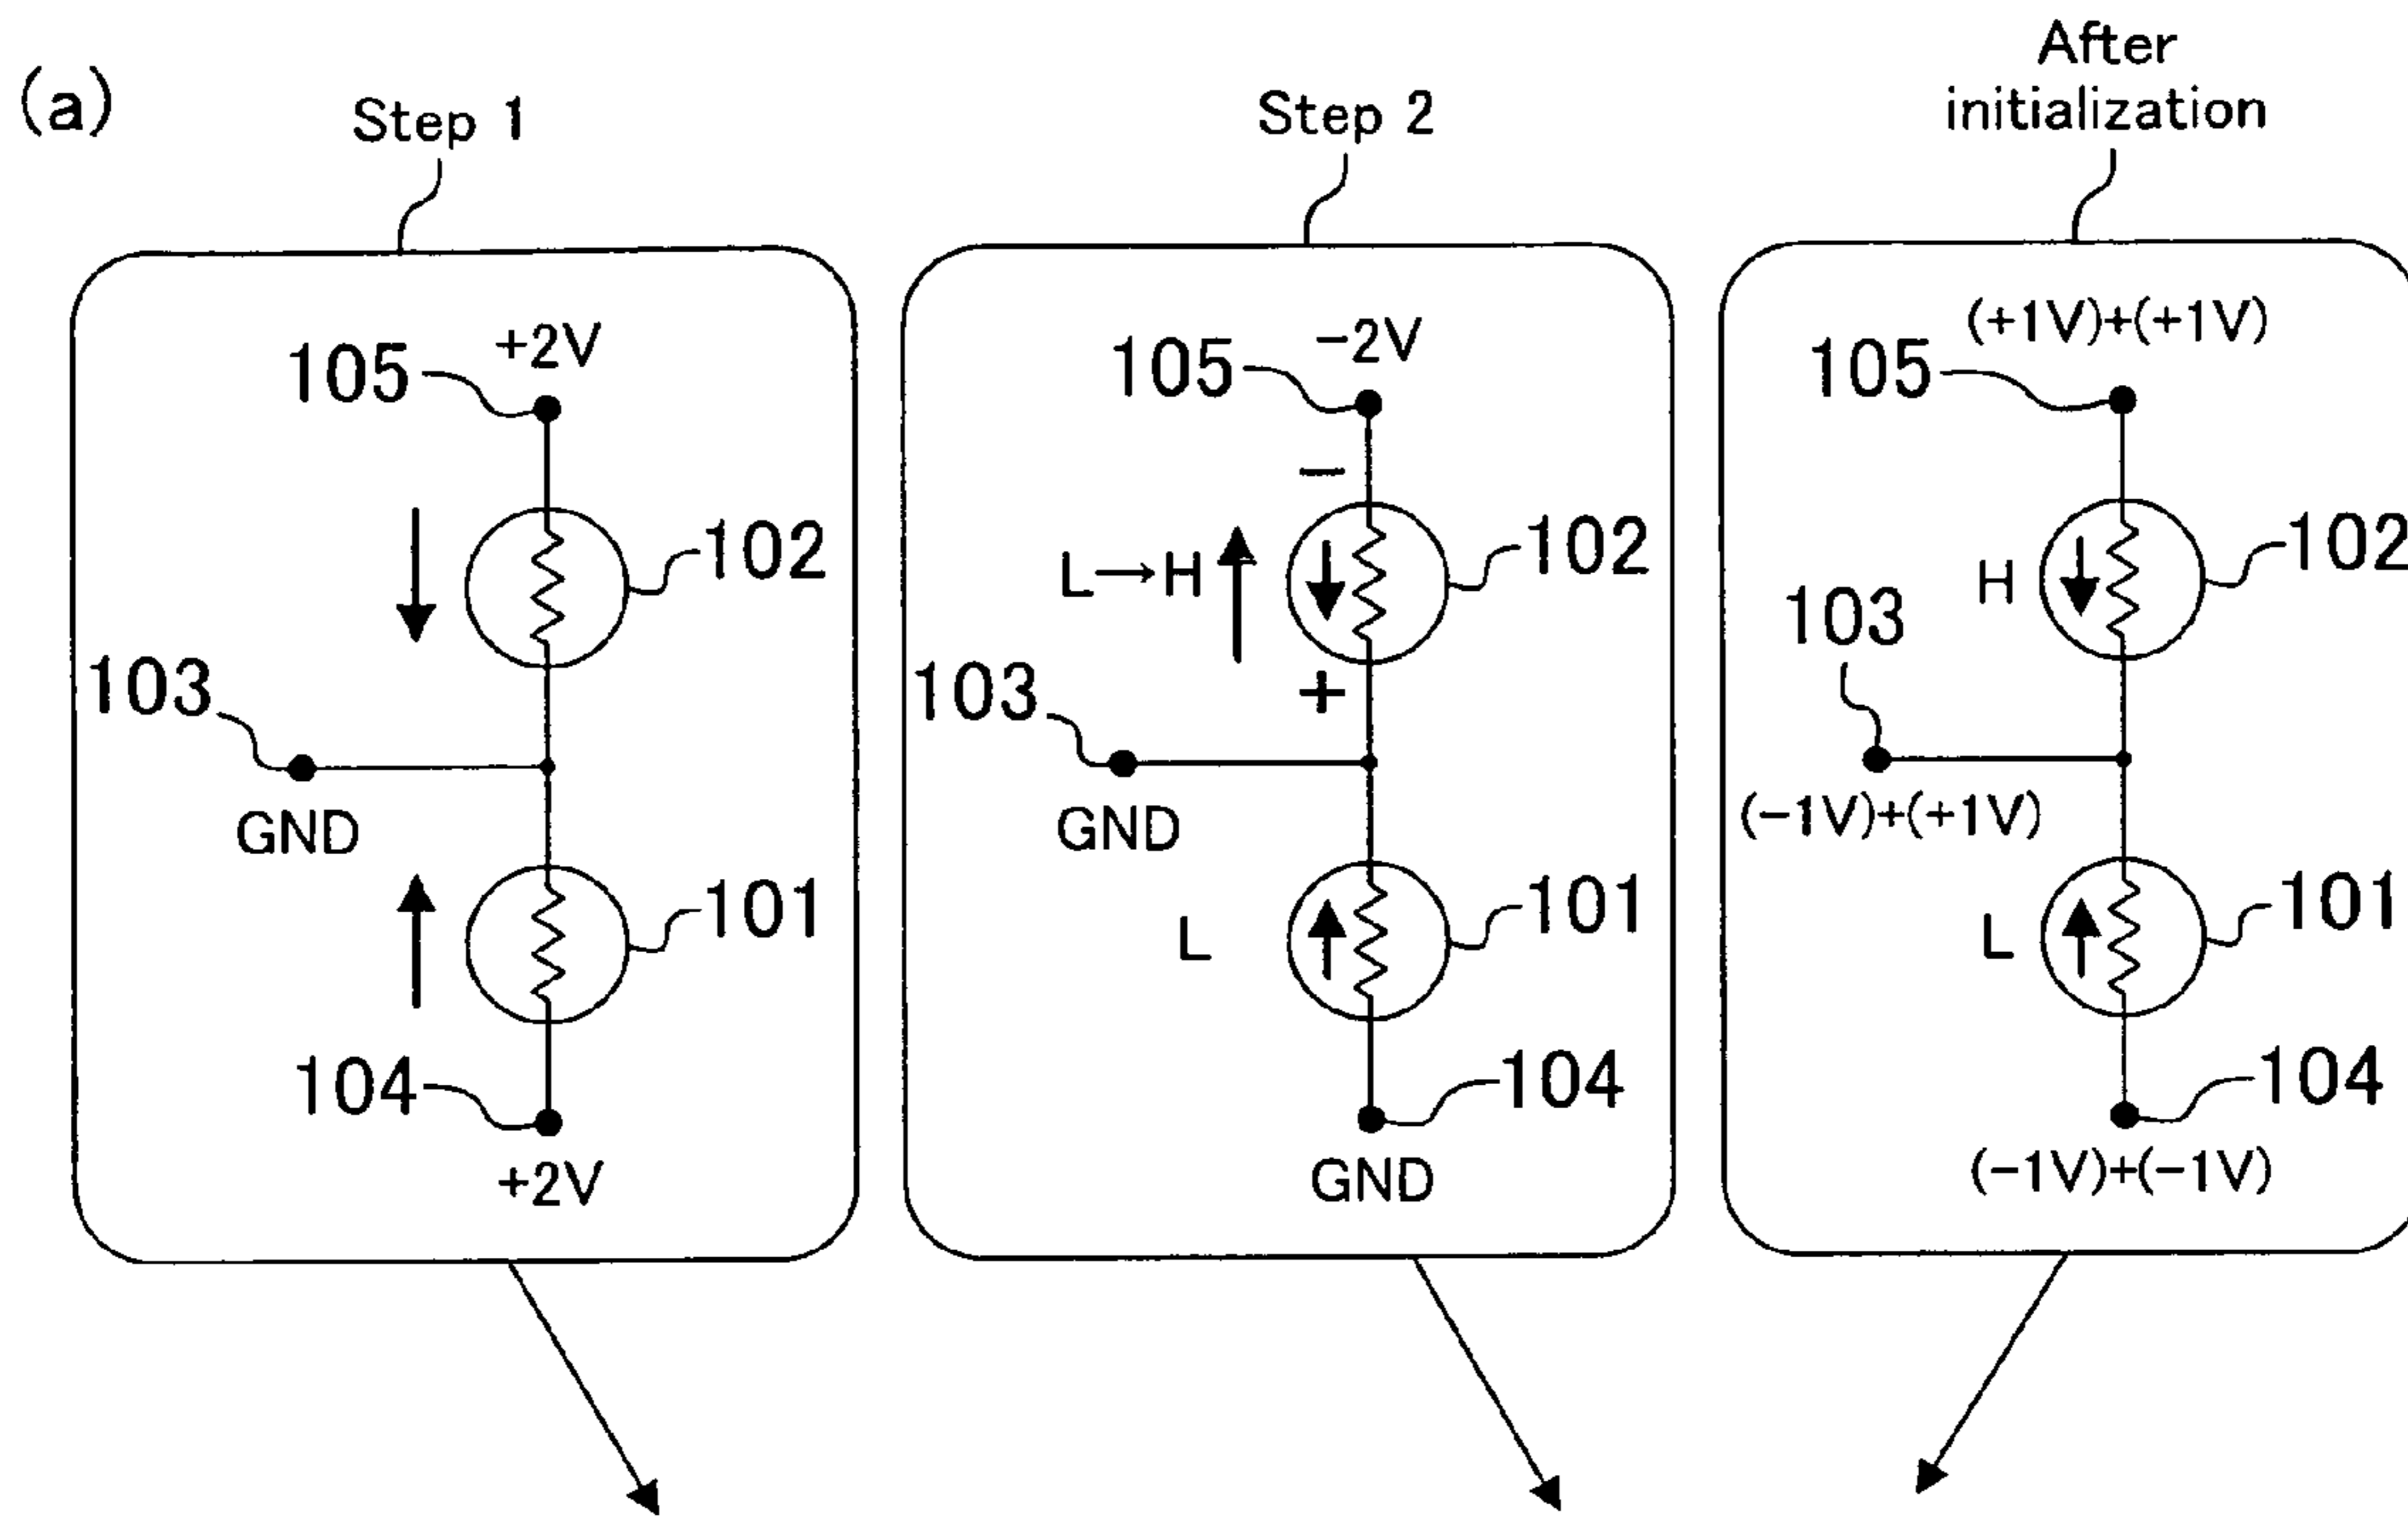 (a)
Step 1
+2V
105
102
103
GND
101
104
+2V
Step 2
-2V
105
−
L→H
102
103
+
GND
L
101
104
GND
After
initialization
(+1V)+(+1V)
105
H
102
103
(-1V)+(+1V)
L
101
104
(-1V)+(-1V)